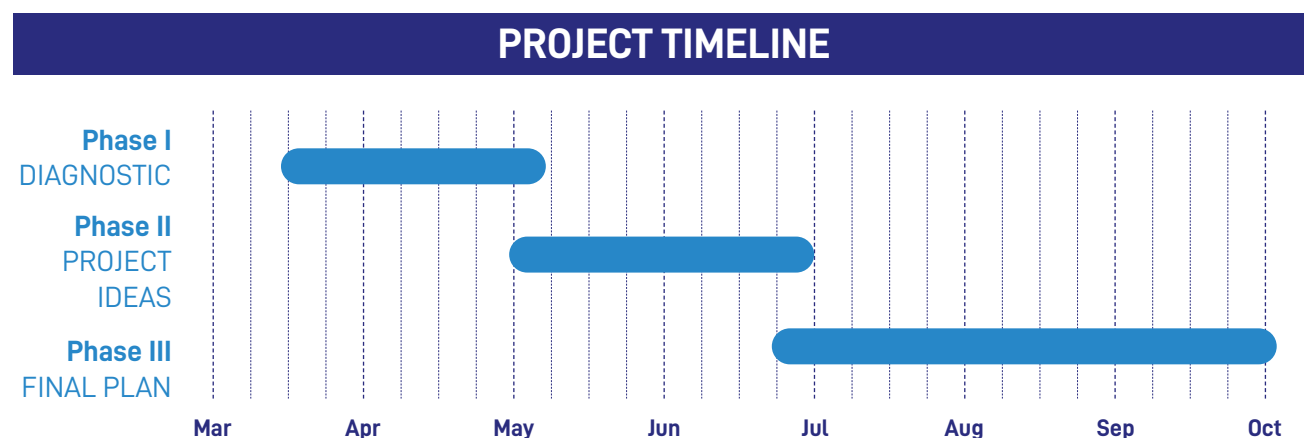 PROJECT TIMELINE
Phase I
DIAGNOSTIC
Phase II
PROJECT
IDEAS
Phase III
FINAL PLAN
Mar Apr May Jun Jul Aug Sep Oct